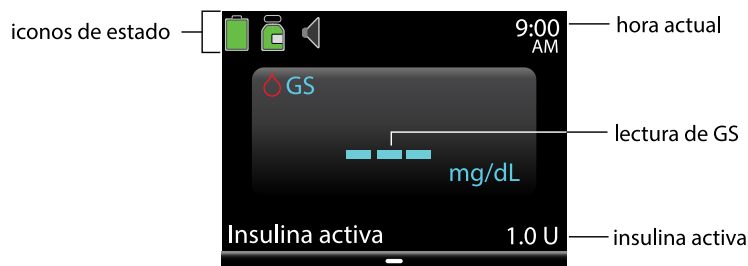 iconos de estado
9:00
AM
hora actual
GS
--- 
lectura de GS
mg/dL
Insulina activa
1.0 U
insulina activa